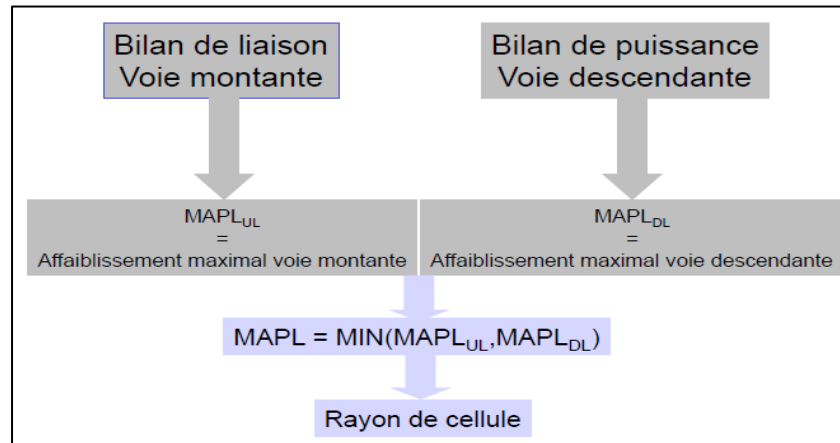 Bilan de liaison
Voie montante
Bilan de puissance
Voie descendante
MAPL_UL
=
Affaiblissement maximal voie montante
MAPL_DL
=
Affaiblissement maximal voie descendante
MAPL = MIN(MAPL_UL,MAPL_DL)
Rayon de cellule